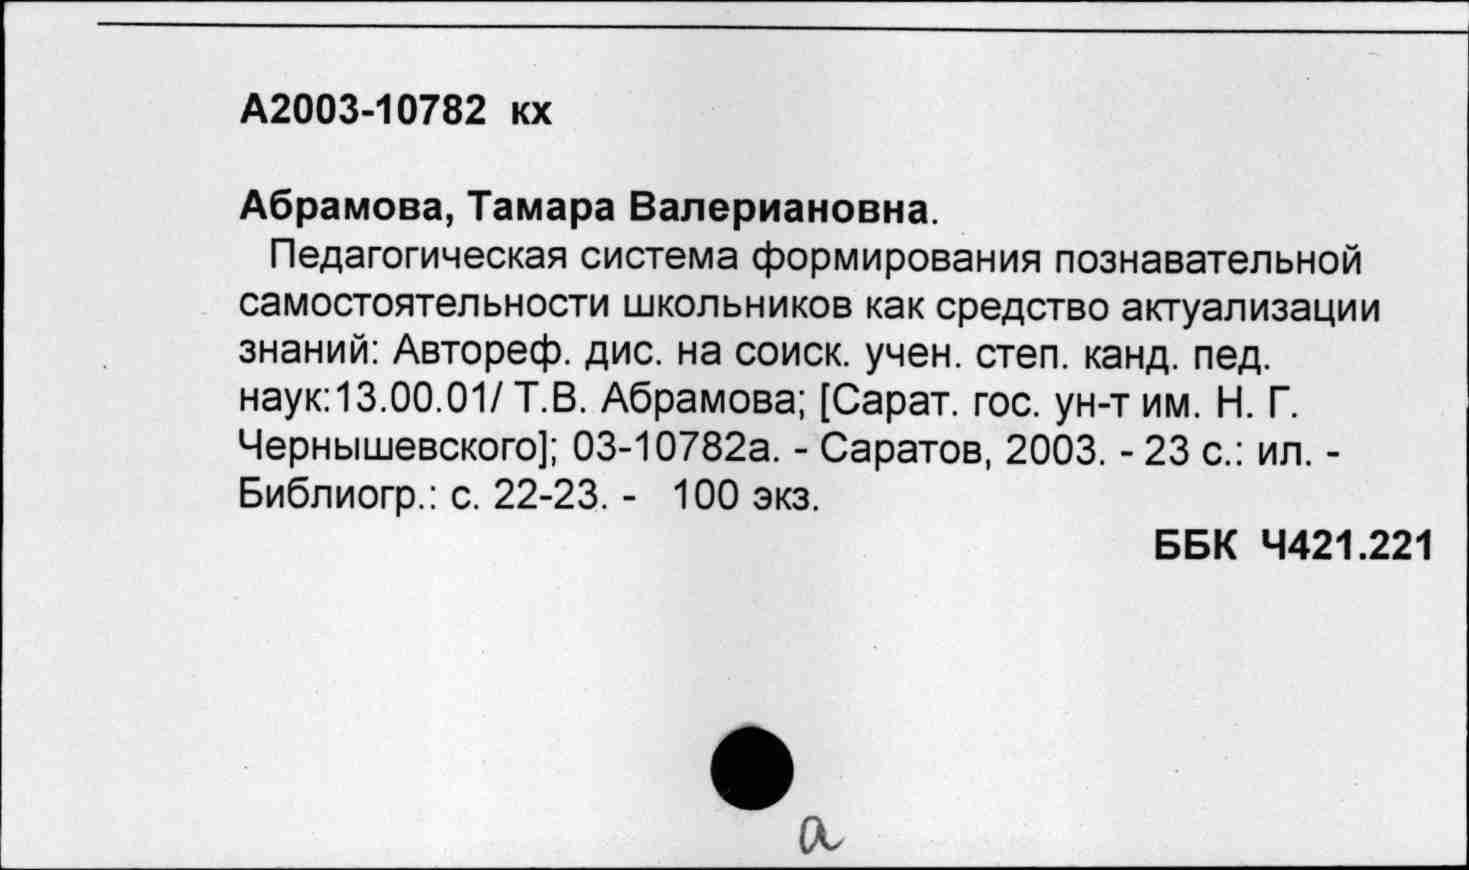 А2003-10782 кх
Абрамова, Тамара Валериановна.
Педагогическая система формирования познавательной
самостоятельности школьников как средство актуализации
знаний: Автореф. дис. на соиск. учен. степ. канд. пед.
наук:13.00.01/ Т.В. Абрамова; [Сарат. гос. ун-т им. Н. Г.
Чернышевского]; 03-10782а. - Саратов, 2003. - 23 с.: ил. -
Библиогр.: с. 22-23. - 100 экз.
ББК Ч421.221
а